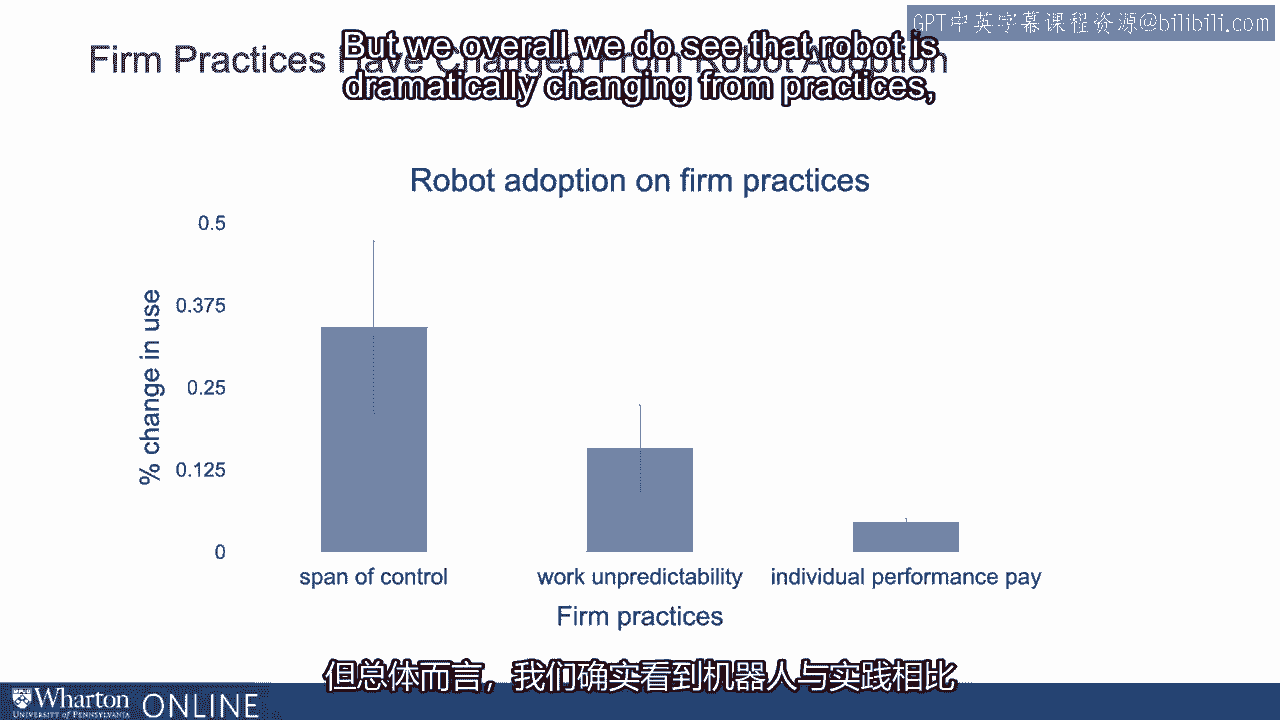 GPT中英字幕课程资源@bilibili.com
Firm Practices Have Changed From Robot Adoption
But we overall we do see that robot is
dramatically changing from practices,
Robot adoption on firm practices
0.5
0.375
0.25
0.125
0
% change in use
span of control
work unpredictability
individual performance pay
Firm practices
但总体而言，我们确实看到机器人与实践相比
Wharton
UNIVERSITY of PENNSYLVANIA
ONLINE